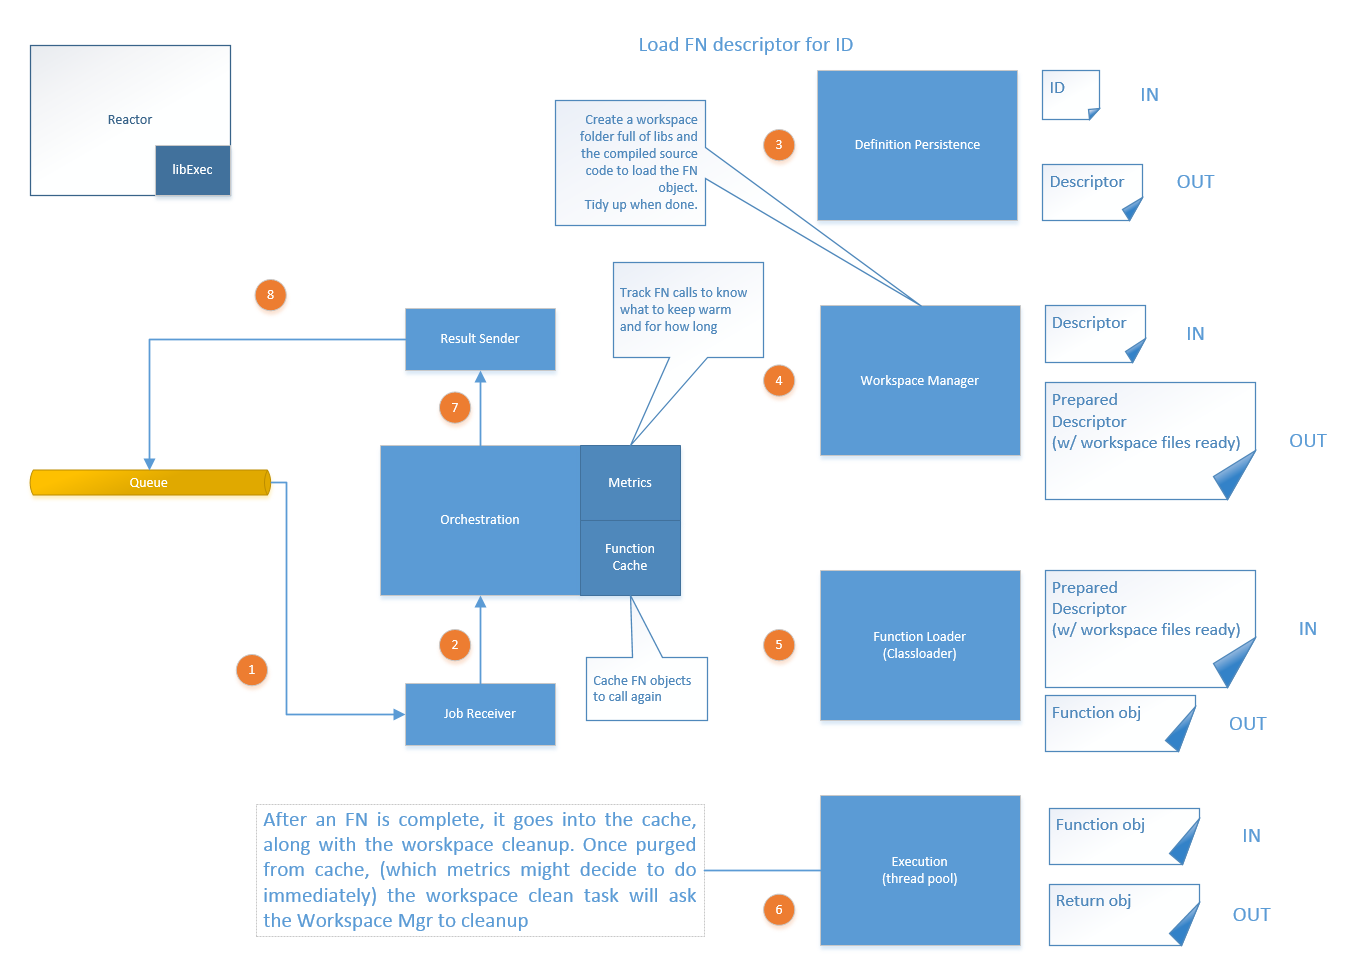 Load FN descriptor for ID
Reactor
libExec
Create a workspace
folder full of libs and
the compiled source
code to load the FN
object.
Tidy up when done.
3
Definition Persistence
ID
IN
Descriptor
OUT
8
Result Sender
Track FN calls to know
what to keep warm
and for how long
4
Workspace Manager
Descriptor
IN
Prepared
Descriptor
(w/ workspace files ready)
OUT
7
Queue
Orchestration
Metrics
Function
Cache
2
1
Job Receiver
Cache FN objects
to call again
5
Function Loader
(Classloader)
Prepared
Descriptor
(w/ workspace files ready)
IN
Function obj
OUT
After an FN is complete, it goes into the cache,
along with the worskpace cleanup. Once purged
from cache, (which metrics might decide to do
immediately) the workspace clean task will ask
the Workspace Mgr to cleanup
6
Execution
(thread pool)
Function obj
IN
Return obj
OUT